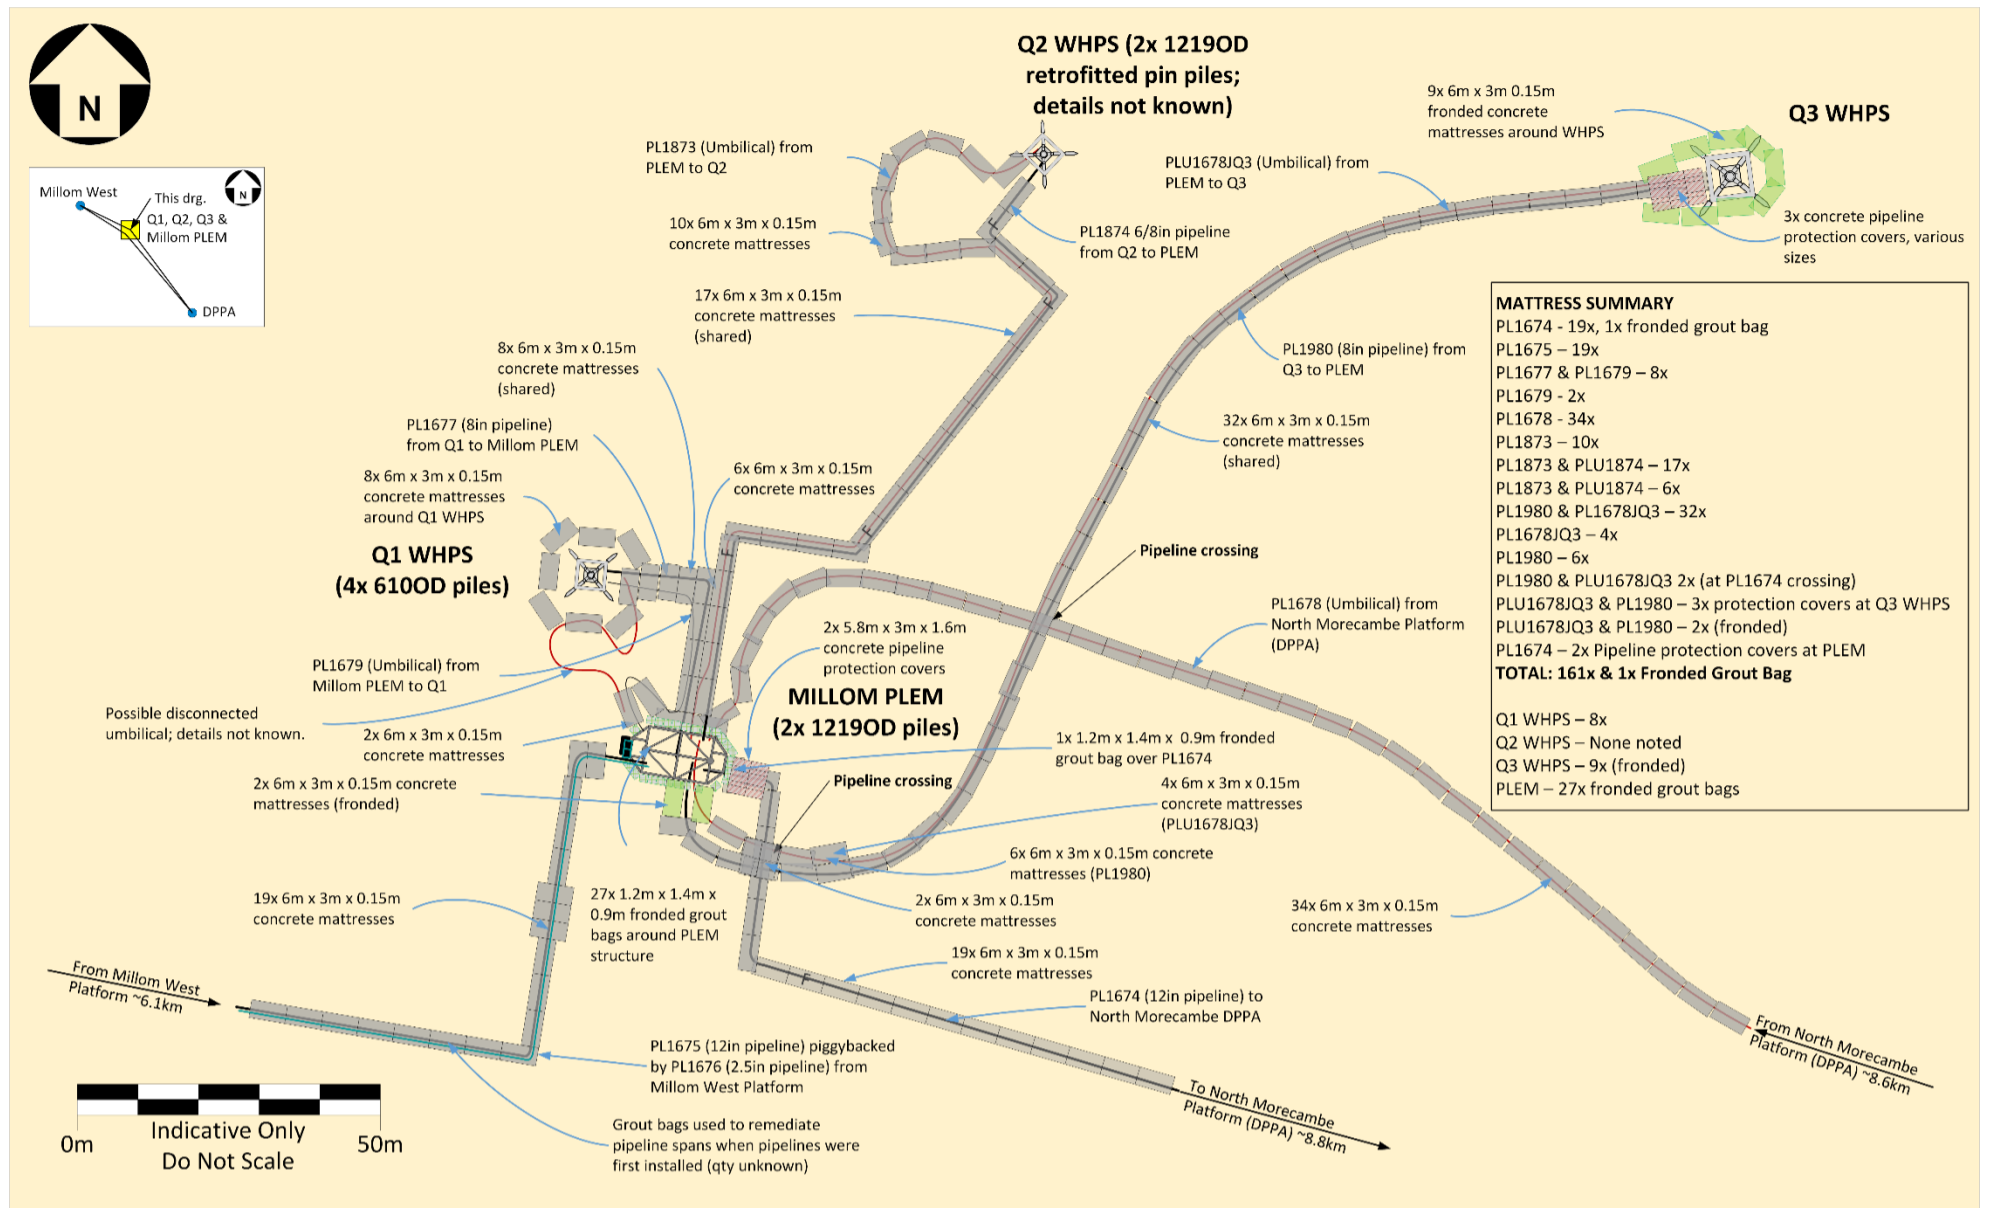 N
Millom West
This drg.
N
Q1, Q2, Q3 &
Millom PLEM
DPPA
Q2 WHPS (2x 1219OD
retrofitted pin piles;
details not known)
PL1873 (Umbilical) from
PLEM to Q2
10x 6m x 3m x 0.15m
concrete mattresses
17x 6m x 3m x 0.15m
concrete mattresses
(shared)
8x 6m x 3m x 0.15m
concrete mattresses
(shared)
PL1677 (8in pipeline)
from Q1 to Millom PLEM
8x 6m x 3m x 0.15m
concrete mattresses
around Q1 WHPS
6x 6m x 3m x 0.15m
concrete mattresses
Q1 WHPS
(4x 610OD piles)
PLU1678JQ3 (Umbilical) from
PLEM to Q3
PL1874 6/8in pipeline
from Q2 to PLEM
9x 6m x 3m 0.15m
fronded concrete
mattresses around WHPS
Q3 WHPS
3x concrete pipeline
protection covers, various
sizes
PL1980 (8in pipeline) from
Q3 to PLEM
32x 6m x 3m x 0.15m
concrete mattresses
(shared)
Pipeline crossing
PL1678 (Umbilical) from
North Morecambe Platform
(DPPA)
MATTRESS SUMMARY
PL1674 - 19x, 1x fronded grout bag
PL1675 – 19x
PL1677 & PL1679 – 8x
PL1679 - 2x
PL1678 - 34x
PL1873 – 10x
PL1873 & PLU1874 – 17x
PL1873 & PLU1874 – 6x
PL1980 & PL1678JQ3 – 32x
PL1678JQ3 – 4x
PL1980 – 6x
PL1980 & PLU1678JQ3 2x (at PL1674 crossing)
PLU1678JQ3 & PL1980 – 3x protection covers at Q3 WHPS
PLU1678JQ3 & PL1980 – 2x (fronded)
PL1674 – 2x Pipeline protection covers at PLEM
TOTAL: 161x & 1x Fronded Grout Bag
Q1 WHPS – 8x
Q2 WHPS – None noted
Q3 WHPS – 9x (fronded)
PLEM – 27x fronded grout bags
2x 5.8m x 3m x 1.6m
concrete pipeline
protection covers
PL1679 (Umbilical) from
Millom PLEM to Q1
MILLOM PLEM
(2x 1219OD piles)
Possible disconnected
umbilical; details not known.
2x 6m x 3m x 0.15m
concrete mattresses
2x 6m x 3m x 0.15m concrete
mattresses (fronded)
1x 1.2m x 1.4m x 0.9m fronded
grout bag over PL1674
Pipeline crossing
4x 6m x 3m x 0.15m
concrete mattresses
(PLU1678JQ3)
6x 6m x 3m x 0.15m concrete
mattresses (PL1980)
2x 6m x 3m x 0.15m
concrete mattresses
19x 6m x 3m x 0.15m
concrete mattresses
27x 1.2m x 1.4m x
0.9m fronded grout
bags around PLEM
structure
34x 6m x 3m x 0.15m
concrete mattresses
19x 6m x 3m x 0.15m
concrete mattresses
From Millom West
Platform ~6.1km
PL1674 (12in pipeline) to
North Morecambe DPPA
From North Morecambe
Platform (DPPA) ~8.6km
PL1675 (12in pipeline) piggybacked
by PL1676 (2.5in pipeline) from
Millom West Platform
To North Morecambe
Platform (DPPA) ~8.8km
Grout bags used to remediate
pipeline spans when pipelines were
first installed (qty unknown)
0m
Indicative Only
Do Not Scale
50m